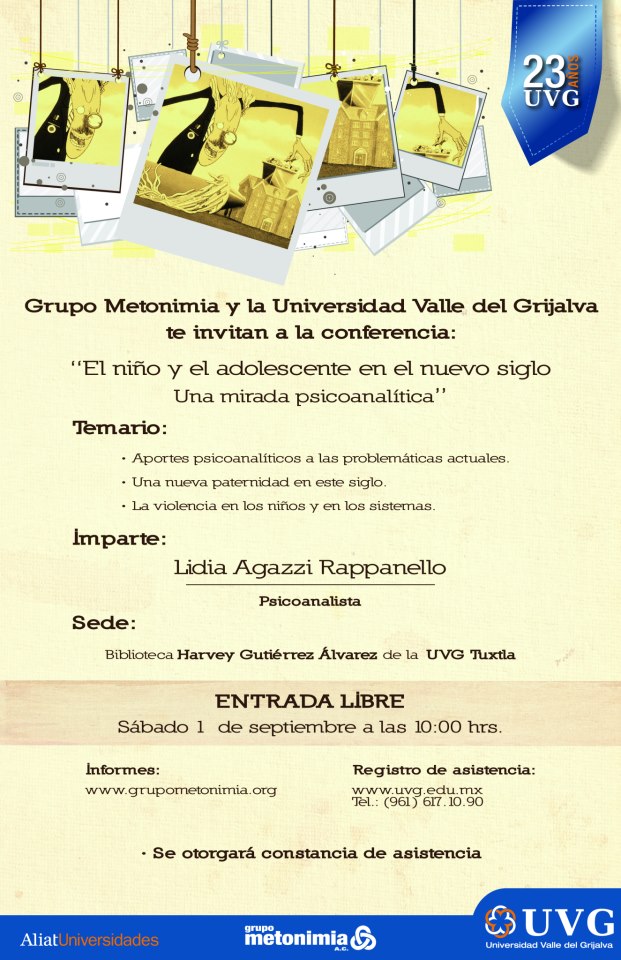 23 AÑOS
UVG
Grupo Metonimia y la Universidad Valle del Grijalva
te invitan a la conferencia:
“El niño y el adolescente en el nuevo siglo
Una mirada psicoanalítica”
Temario:
• Aportes psicoanalíticos a las problemáticas actuales.
• Una nueva paternidad en este siglo.
• La violencia en los niños y en los sistemas.
Imparte:
Lidia Agazzi Rappanello
Psicoanalista
Sede:
Biblioteca Harvey Gutiérrez Álvarez de la UVG Tuxtla
ENTRADA LIBRE
Sábado 1 de septiembre a las 10:00 hrs.
Informes:
www.grupometonimia.org
Registro de asistencia:
www.uvg.edu.mx
Tel.: (961) 617.10.90
• Se otorgará constancia de asistencia
AliatUniversidades
grupo
metonimia
A.C.
UVG
Universidad Valle del Grijalva